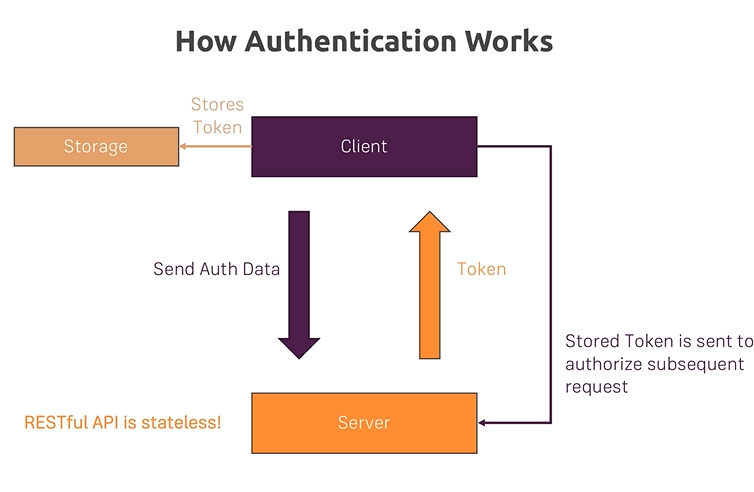 How Authentication Works
Stores
Token
Storage
Client
Send Auth Data
Token
Stored Token is sent to
authorize subsequent
request
RESTful API is stateless!
Server